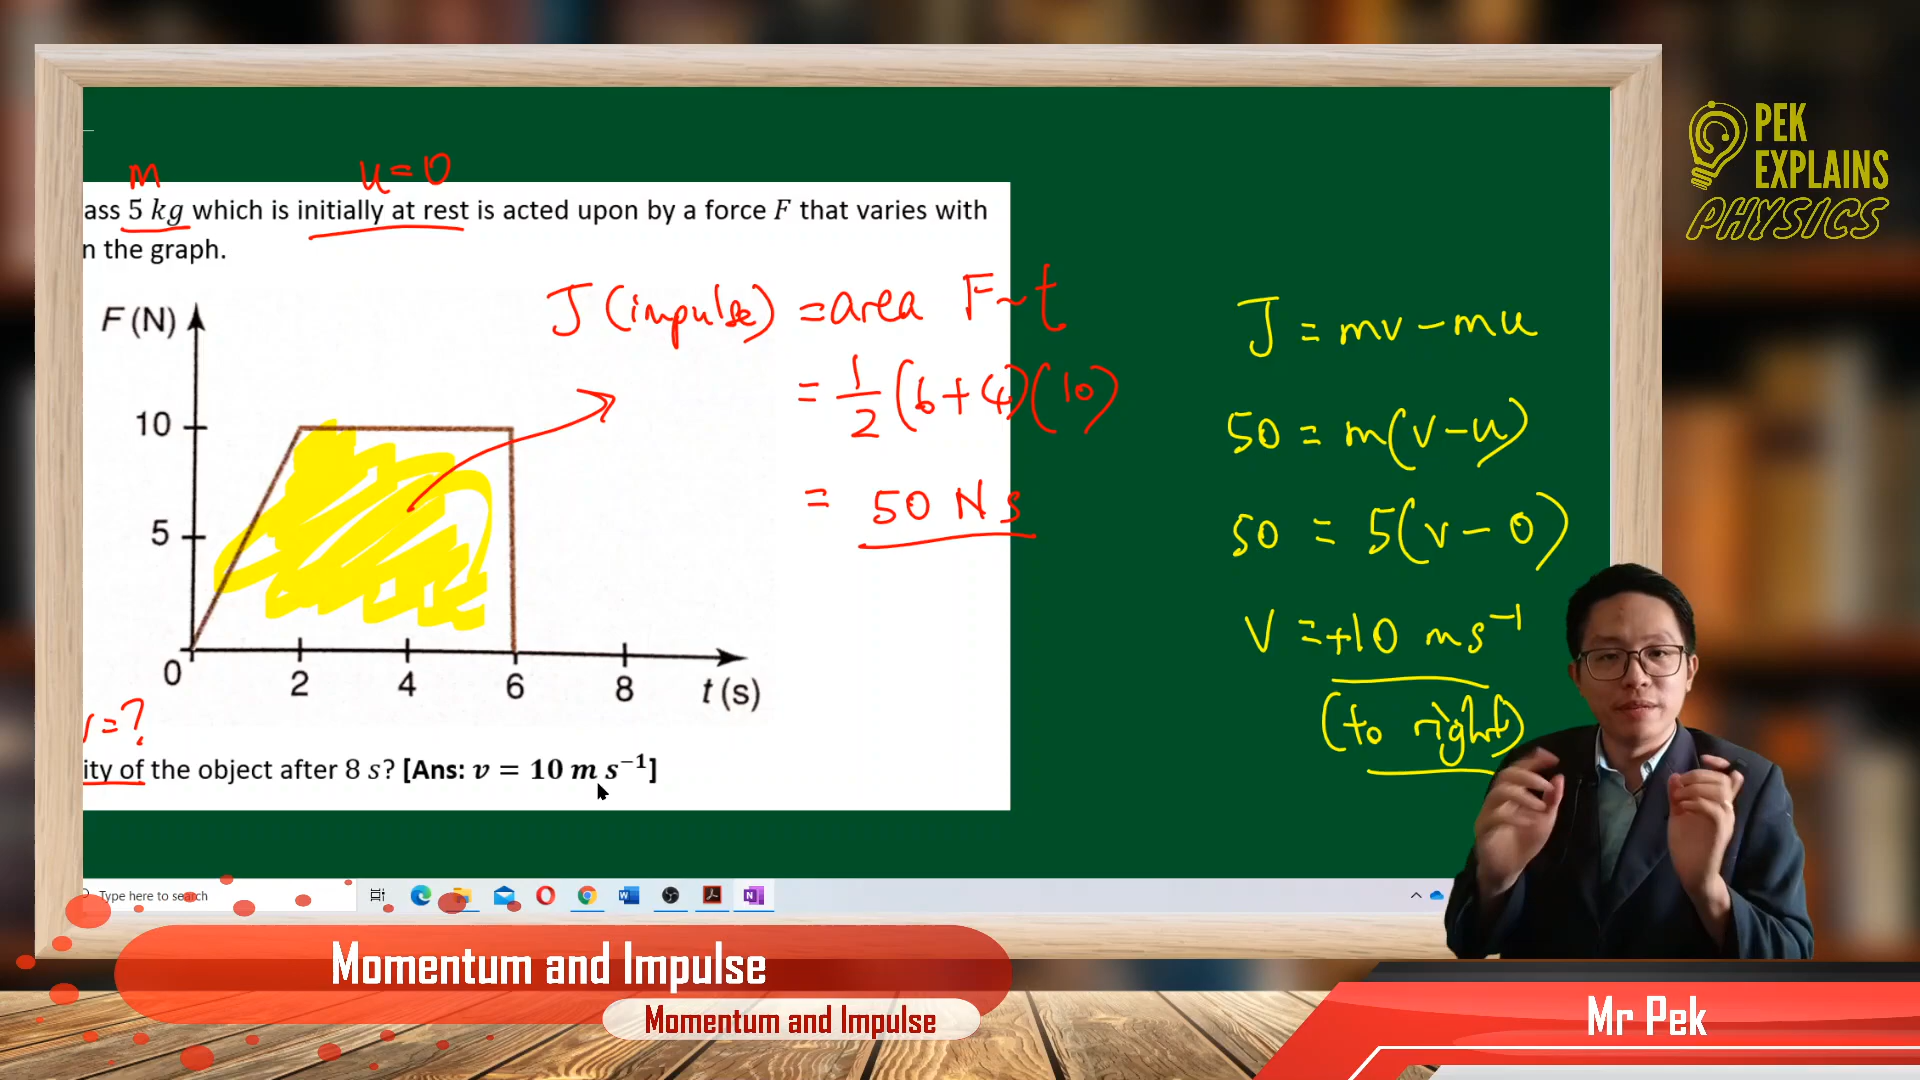 PEK
EXPLAINS
PHYSICS
m
u = 0
ass 5 kg which is initially at rest is acted upon by a force F that varies with
n the graph.
F (N)
10
5
0
2
4
6
8
t (s)
J (impulse) = area F~t
= 1/2 (6+4)(10)
= 50 N s
J = mv - mu
50 = m(v-u)
50 = 5(v - 0)
v = +10 m s⁻¹
(to right)
=?
ity of the object after 8 s? [Ans: v = 10 m s⁻¹]
Type here to search
Momentum and Impulse
Momentum and Impulse
Mr Pek